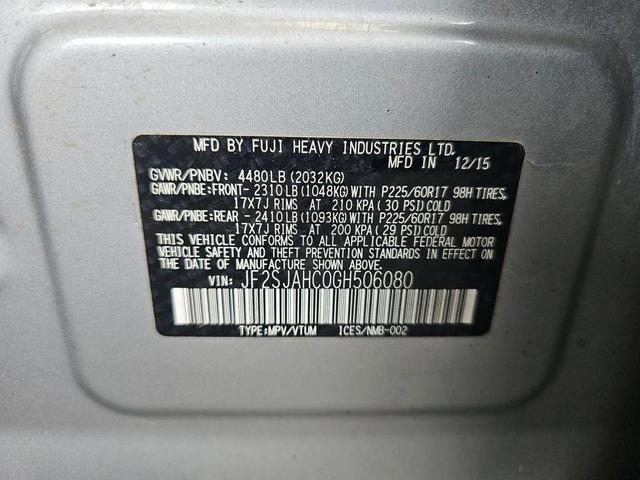 MFD BY FUJI HEAVY INDUSTRIES LTD.
MFD IN 12/15
GVWR/PNBV: 4480LB (2032KG)
GAWR/PNBE:FRONT- 2310LB (1048KG) WITH P225/60R17 98H TIRES,
17X7J RIMS AT 210 KPA (30 PSI) COLD
GAWR/PNBE:REAR - 2410LB (1093KG) WITH P225/60R17 98H TIRES,
17X7J RIMS AT 200 KPA (29 PSI) COLD
THIS VEHICLE CONFORMS TO ALL APPLICABLE FEDERAL MOTOR
VEHICLE SAFETY AND THEFT PREVENTION STANDARDS IN EFFECT ON
THE DATE OF MANUFACTURE SHOWN ABOVE.
VIN: JF2SJAHC0GH506080
TYPE:MPV/VTUM ICES/NMB-002